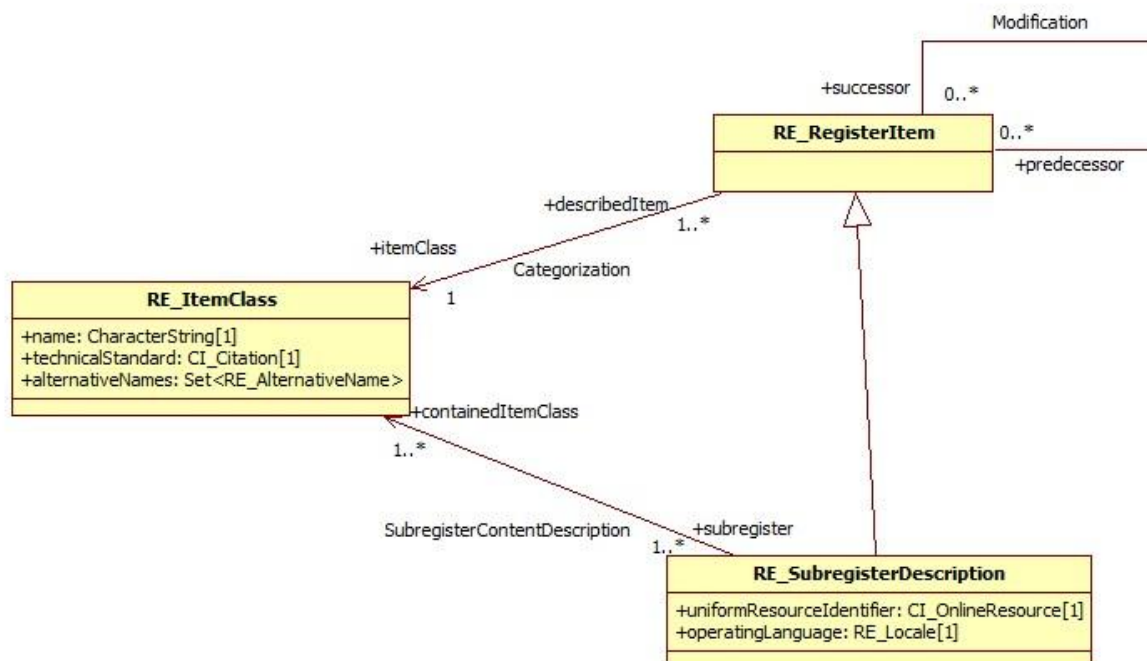 Modification
+successor
0..*
RE_RegisterItem
0..*
+predecessor
+describedItem
1..*
+itemClass
Categorization
1
RE_ItemClass
+name: CharacterString[1]
+technicalStandard: CI_Citation[1]
+alternativeNames: Set<RE_AlternativeName>
+containedItemClass
1..*
SubregisterContentDescription
+subregister
1..*
RE_SubregisterDescription
+uniformResourceIdentifier: CI_OnlineResource[1]
+operatingLanguage: RE_Locale[1]